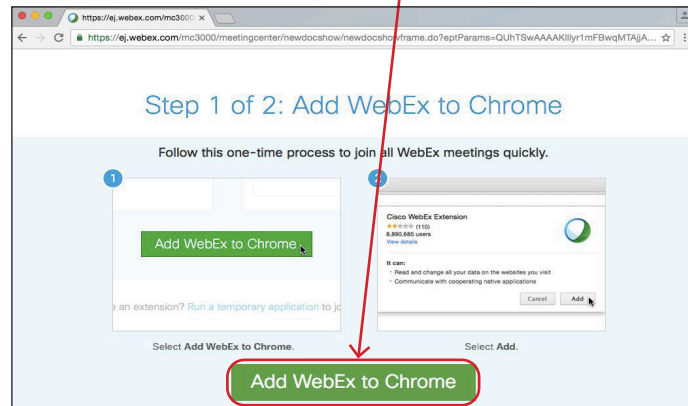 https://ej.webex.com/mc3000
https://ej.webex.com/mc3000/meetingcenter/newdocshow/newdocshowframe.do?eptParams=
Step 1 of 2: Add WebEx to Chrome
Follow this one-time process to join all WebEx meetings quickly.
1
Add WebEx to Chrome
e an extension? Run a temporary application to jo
Select Add WebEx to Chrome.
2
Cisco WebEx Extension
(110)
8,890,685 users
View details
It can:
- Read and change all your data on the websites you visit
- Communicate with cooperating native applications
Cancel
Add
Select Add.
Add WebEx to Chrome